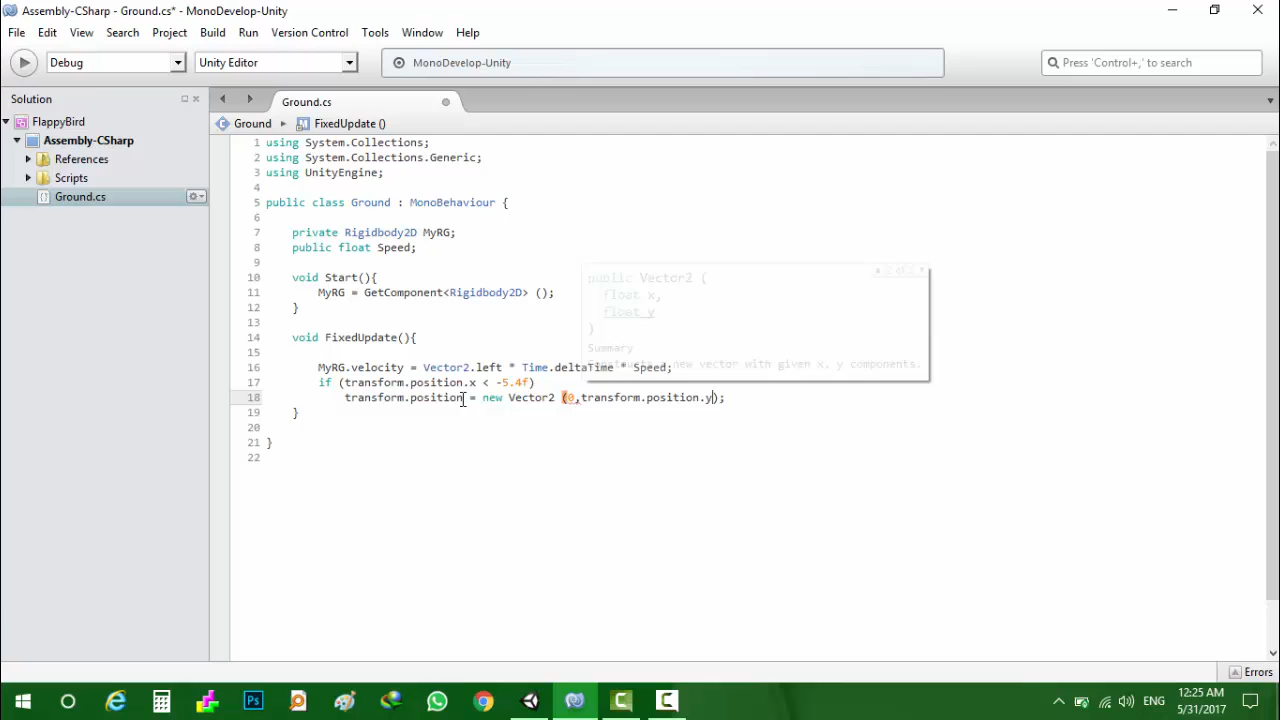 Assembly-CSharp - Ground.cs* - MonoDevelop-Unity
File Edit View Search Project Build Run Version Control Tools Window Help
Debug Unity Editor MonoDevelop-Unity Press 'Control+,' to search
Solution
FlappyBird
Assembly-CSharp
References
Scripts
Ground.cs
Ground.cs
Ground FixedUpdate ()
1 using System.Collections;
2 using System.Collections.Generic;
3 using UnityEngine;
4
5 public class Ground : MonoBehaviour {
6
7 private Rigidbody2D MyRG;
8 public float Speed;
9
10 void Start(){
11 MyRG = GetComponent<Rigidbody2D> ();
12 }
13
14 void FixedUpdate(){
15
16 MyRG.velocity = Vector2.left * Time.deltaTime * Speed;
17 if (transform.position.x < -5.4f)
18 transform.position = new Vector2 (0,transform.position.y);
19 }
20
21 }
22
public Vector2 (
float x,
float y
)
Summary
Constructs a new vector with given x, y components.
Errors
Ps
ENG
12:25 AM
5/31/2017